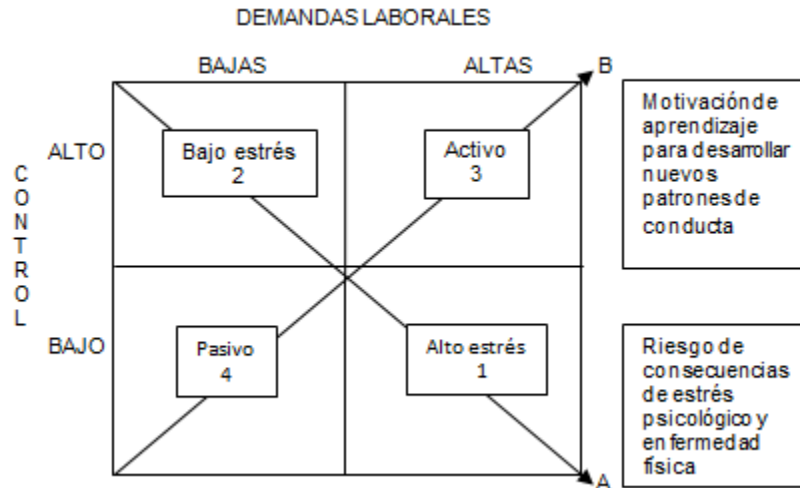 DEMANDAS LABORALES
BAJAS
ALTAS
B
CONTROL
ALTO
Bajo estrés
2
Activo
3
Motivación de
aprendizaje
para desarrollar
nuevos
patrones de
conducta
BAJO
Pasivo
4
Alto estrés
1
Riesgo de
consecuencias
de estrés
psicológico y
enfermedad
física
A